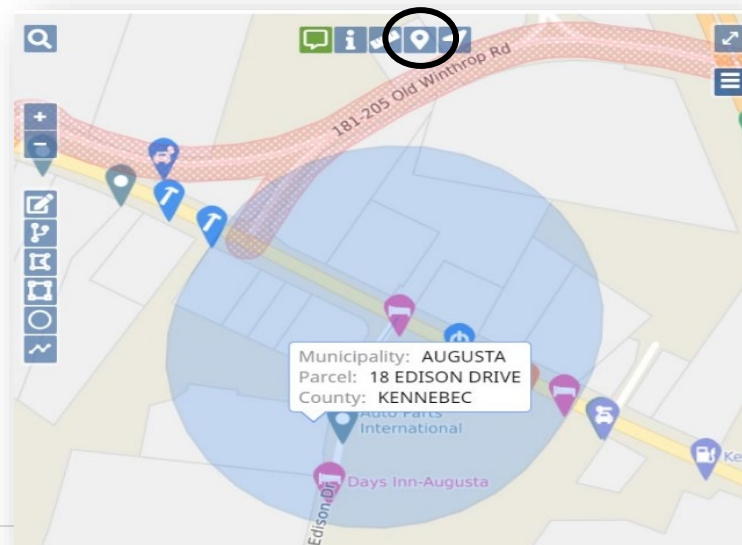 181-205 Old Winthrop Rd
Municipality: AUGUSTA
Parcel: 18 EDISON DRIVE
County: KENNEBEC
Auto Parts
International
Days Inn-Augusta
Edison Dr
Ke